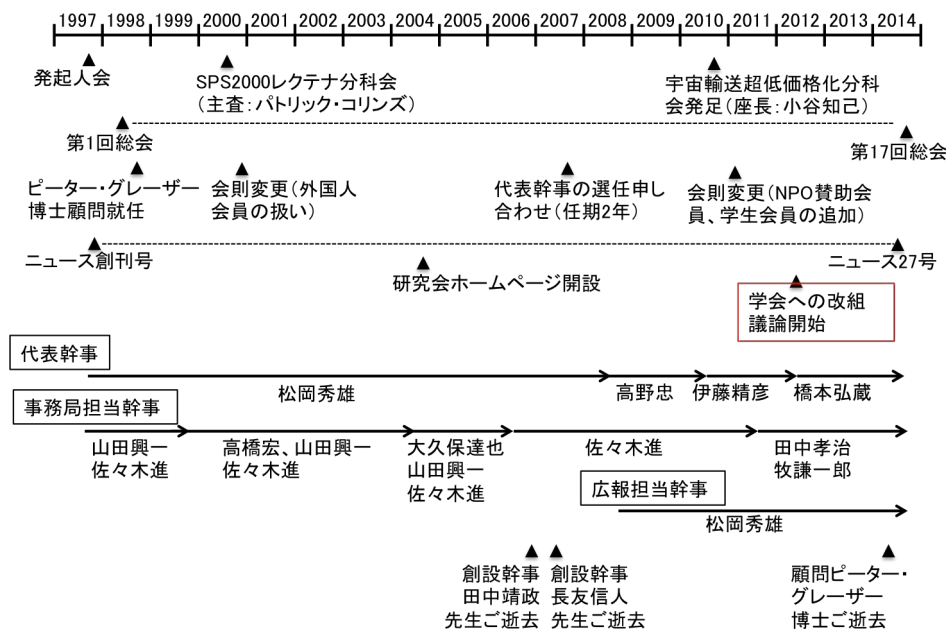 1997 1998 1999 2000 2001 2002 2003 2004 2005 2006 2007 2008 2009 2010 2011 2012 2013 2014
発起人会
SPS2000レクテナ分科会
(主査:パトリック・コリンズ)
宇宙輸送超低価格化分科
会発足(座長:小谷知己)
第1回総会
第17回総会
ピーター・グレーザー
博士顧問就任
会則変更(外国人
会員の扱い)
代表幹事の選任申し
合わせ(任期2年)
会則変更(NPO賛助会
員、学生会員の追加)
ニュース創刊号
ニュース27号
研究会ホームページ開設
学会への改組
議論開始
代表幹事
松岡秀雄
高野忠
伊藤精彦
橋本弘蔵
事務局担当幹事
山田興一
佐々木進
高橋宏、山田興一
佐々木進
大久保達也
山田興一
佐々木進
佐々木進
田中孝治
牧謙一郎
広報担当幹事
松岡秀雄
創設幹事
田中靖政
先生ご逝去
創設幹事
長友信人
先生ご逝去
顧問ピーター・
グレーザー
博士ご逝去